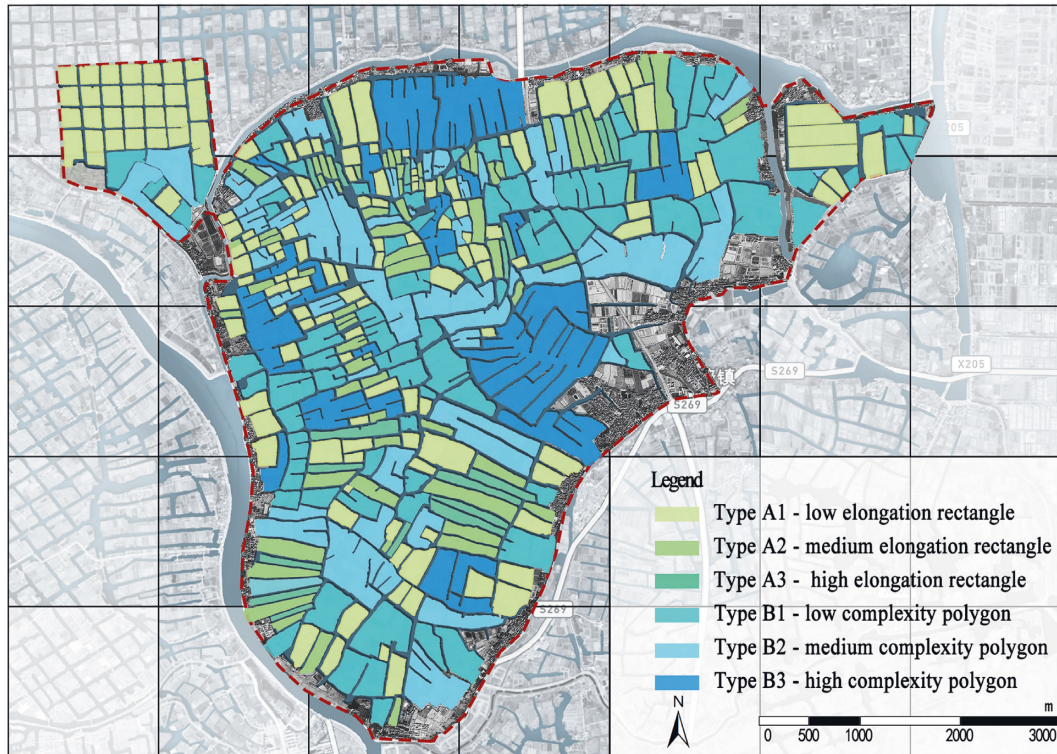 205
镇
S269
X205
S269
Legend
Type A1 - low elongation rectangle
Type A2 - medium elongation rectangle
Type A3 - high elongation rectangle
S269
Type B1 - low complexity polygon
Type B2 - medium complexity polygon
Type B3 - high complexity polygon
N
m
0 500 1000 2000 3000